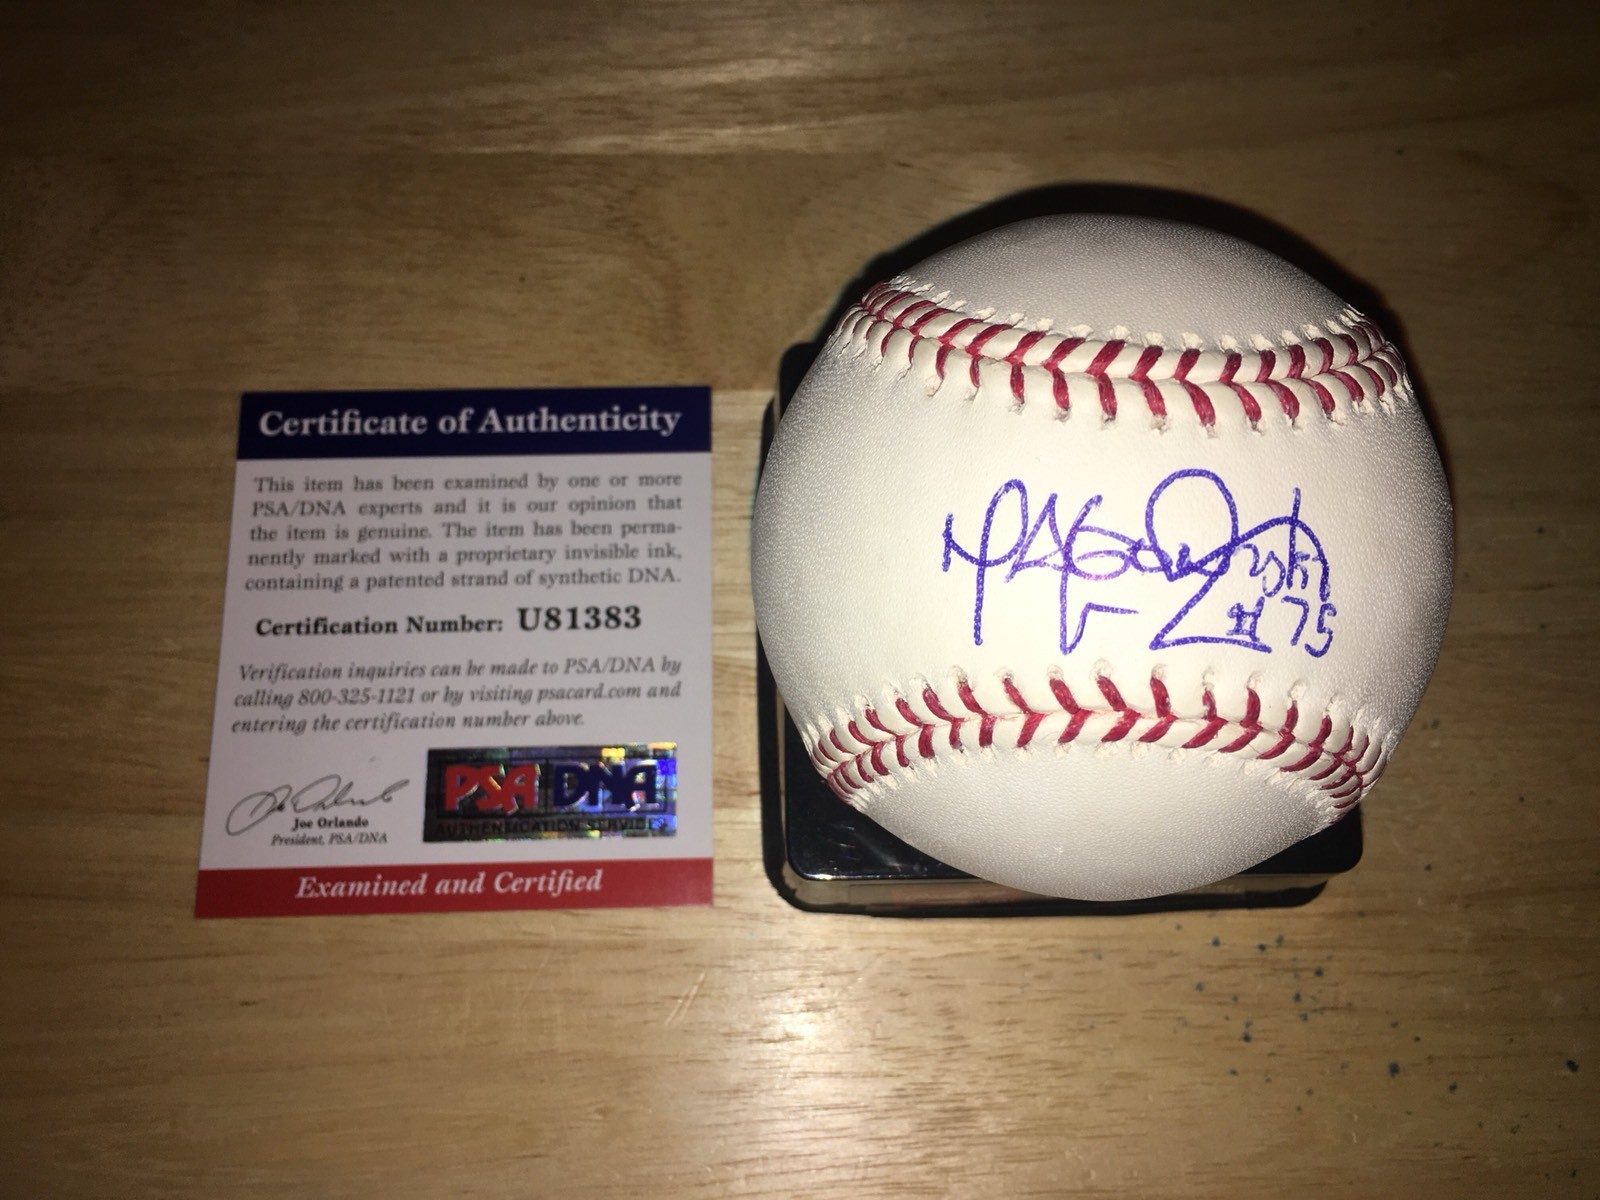 Certificate of Authenticity
This item has been examined by one or more
PSA/DNA experts and it is our opinion that
the item is genuine. The item has been perma-
nently marked with a proprietary invisible ink,
containing a patented strand of synthetic DNA.
Certification Number: U81383
Verification inquiries can be made to PSA/DNA by
calling 800-325-1121 or by visiting psacard.com and
entering the certification number above.
Joe Orlando
President, PSA/DNA
PSA DNA
AUTHENTICATION SERVICES
Examined and Certified
#75